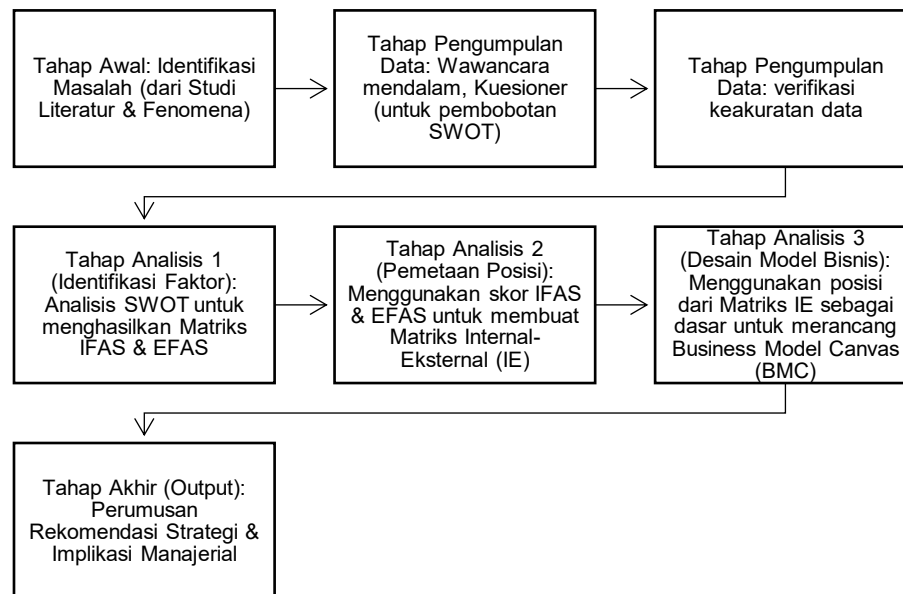 Tahap Awal: Identifikasi
Masalah (dari Studi
Literatur & Fenomena)
Tahap Pengumpulan
Data: Wawancara
mendalam, Kuesioner
(untuk pembobotan
SWOT)
Tahap Pengumpulan
Data: verifikasi
keakuratan data
Tahap Analisis 1
(Identifikasi Faktor):
Analisis SWOT untuk
menghasilkan Matriks
IFAS & EFAS
Tahap Analisis 2
(Pemetaan Posisi):
Menggunakan skor IFAS
& EFAS untuk membuat
Matriks Internal-
Eksternal (IE)
Tahap Analisis 3
(Desain Model Bisnis):
Menggunakan posisi
dari Matriks IE sebagai
dasar untuk merancang
Business Model Canvas
(BMC)
Tahap Akhir (Output):
Perumusan
Rekomendasi Strategi &
Implikasi Manajerial